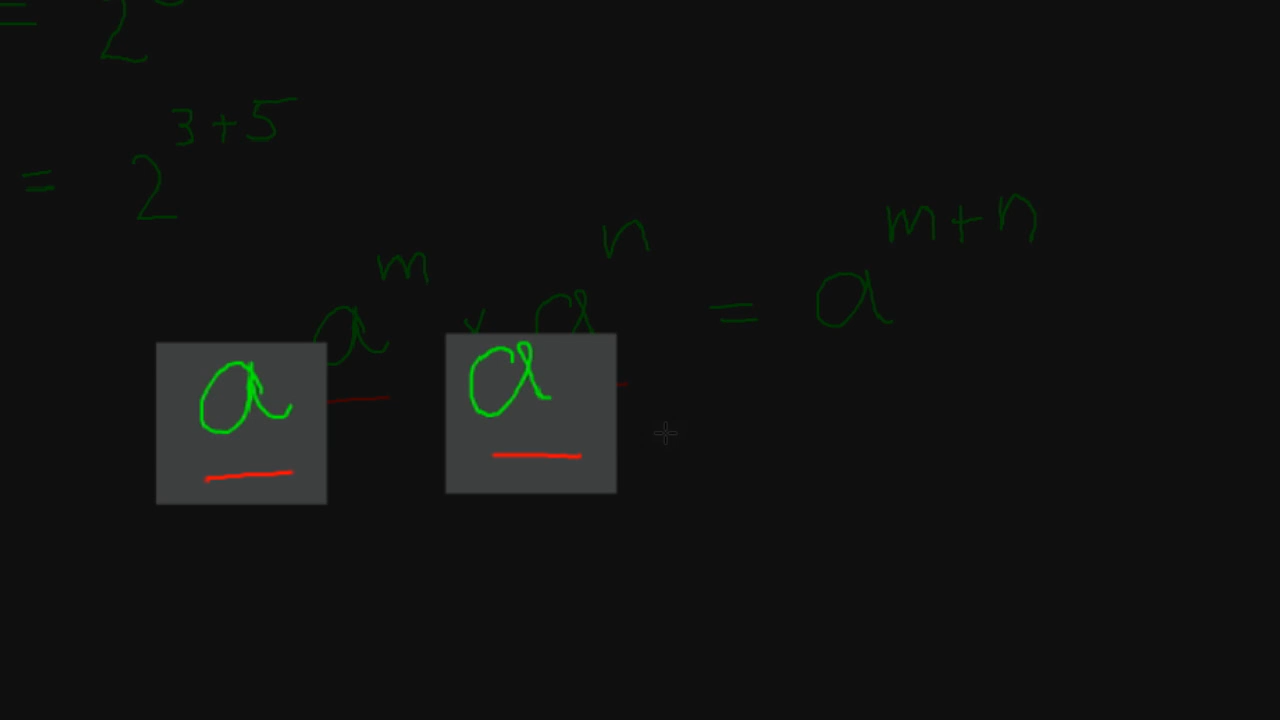 = 2
= 2^{3+5}
a^m × a^n = a^{m+n}
a a